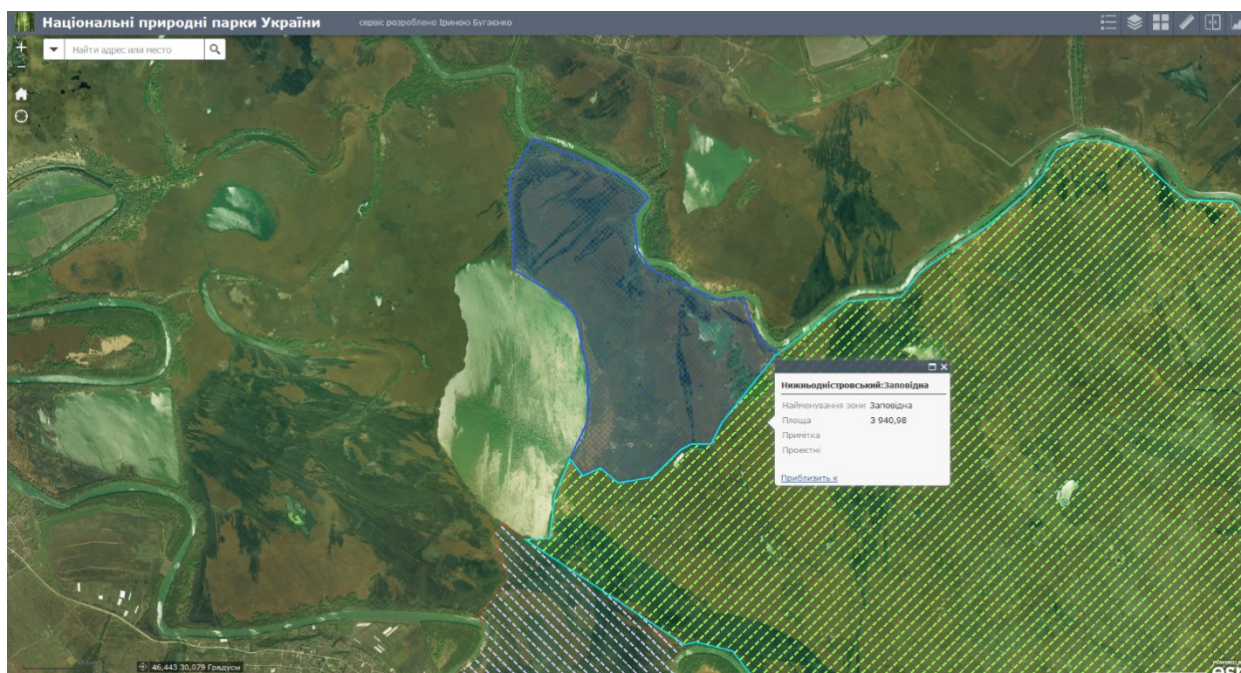 Національні природні парки України
сервіс розроблено Іриною Бугаєнко
Найти адрес или место
Нижньодністровський:Заповідна
Найменування зони Заповідна
Площа 3 940,98
Примітка
Проектні
Приблизить к
46,443 30,079 Градусы
esri